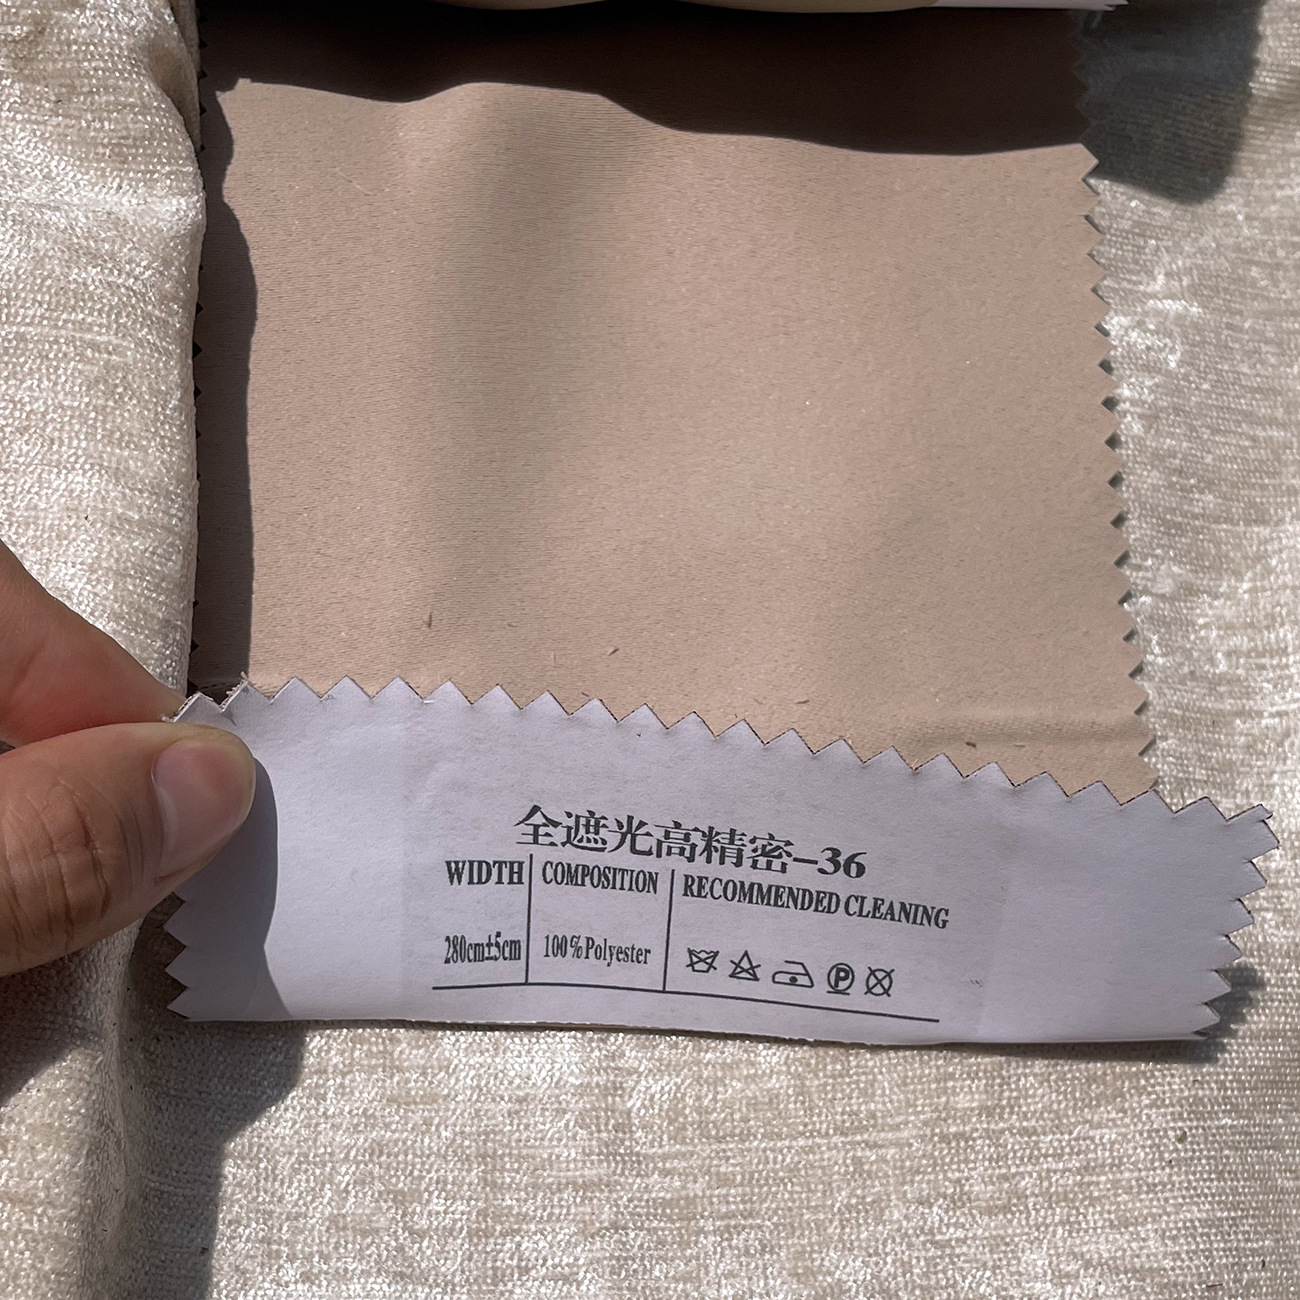 全遮光高精密-36
WIDTH COMPOSITION RECOMMENDED CLEANING
280cm±5cm 100%Polyester P